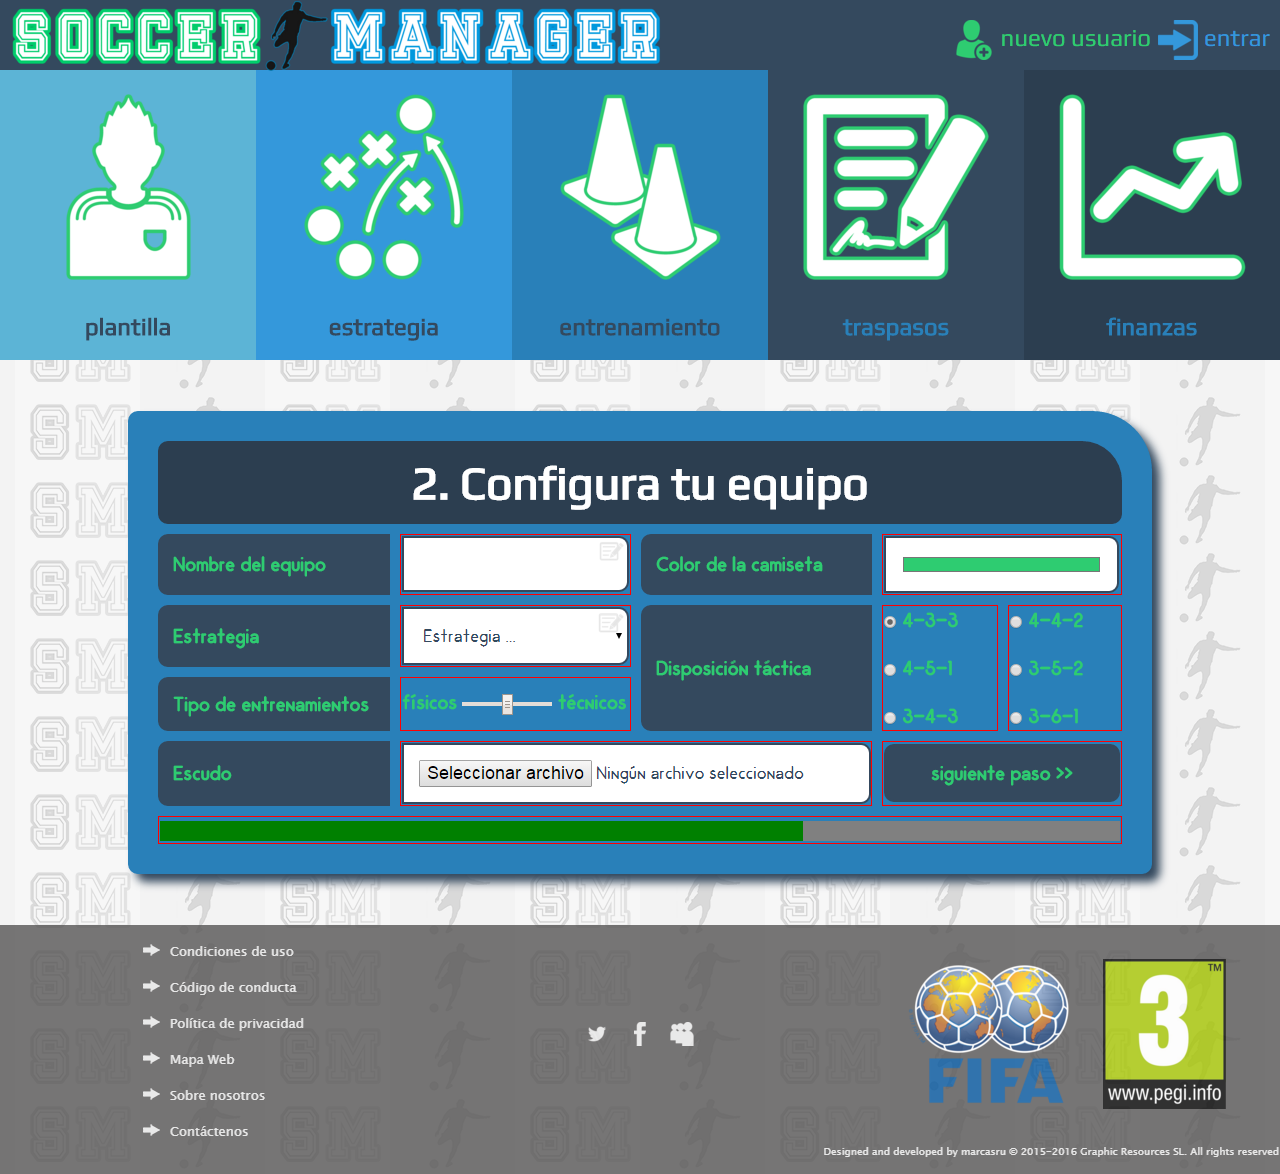 SOCCER MANAGER
nuevo usuario entrar
plantilla
estrategia
entrenamiento
traspasos
finanzas
2. Configura tu equipo
Nombre del equipo
Color de la camiseta
Estrategia
Estrategia ...
Disposición táctica
4-3-3
4-4-2
4-5-1
3-5-2
3-4-3
3-6-1
Tipo de entrenamientos
físicos
técnicos
Escudo
Seleccionar archivo Ningún archivo seleccionado
siguiente paso >>
Condiciones de uso
Código de conducta
Política de privacidad
Mapa Web
Sobre nosotros
Contáctenos
FIFA
TM
3
www.pegi.info
Designed and developed by marcasru © 2015-2016 Graphic Resources SL. All rights reserved
SM